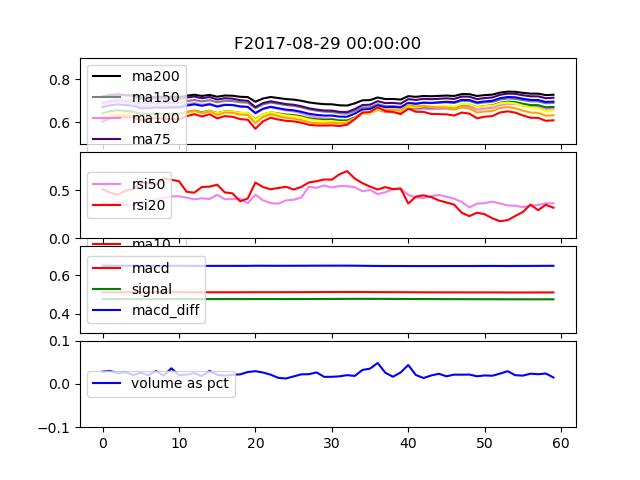 F2017-08-29 00:00:00
0.8
0.6
ma200
ma150
ma100
ma75
0.5
0.0
rsi50
rsi20
ma10
0.6
0.4
macd
signal
macd_diff
0.1
0.0
−0.1
volume as pct
0 10 20 30 40 50 60